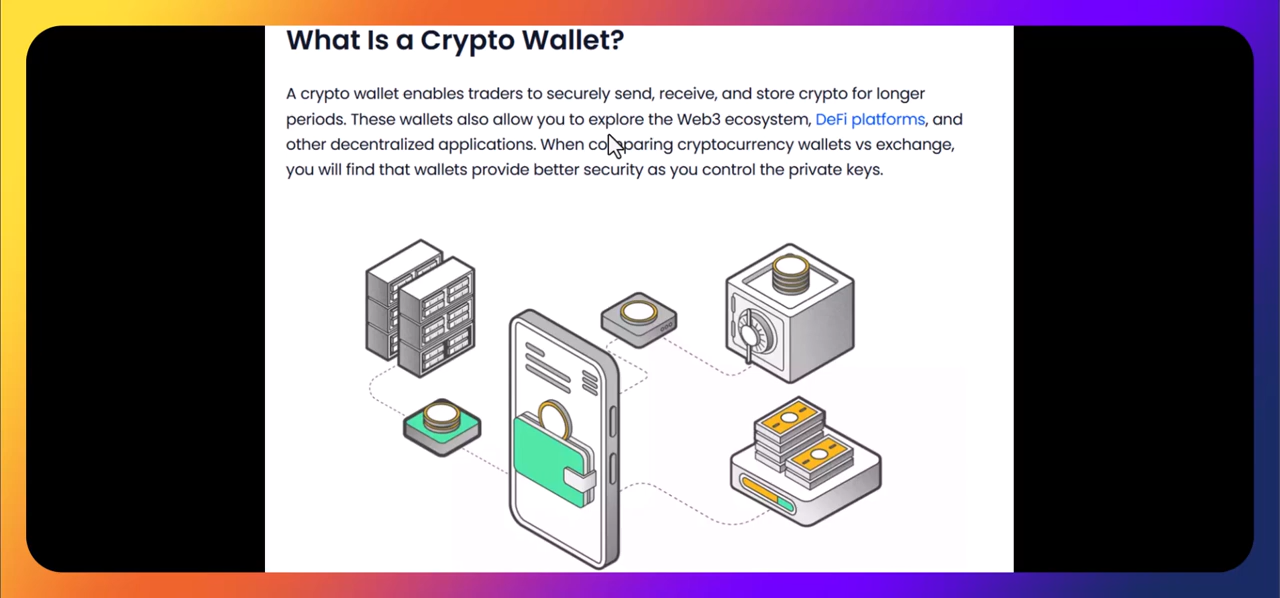 What Is a Crypto Wallet?
A crypto wallet enables traders to securely send, receive, and store crypto for longer
periods. These wallets also allow you to explore the Web3 ecosystem, DeFi platforms, and
other decentralized applications. When comparing cryptocurrency wallets vs exchange,
you will find that wallets provide better security as you control the private keys.